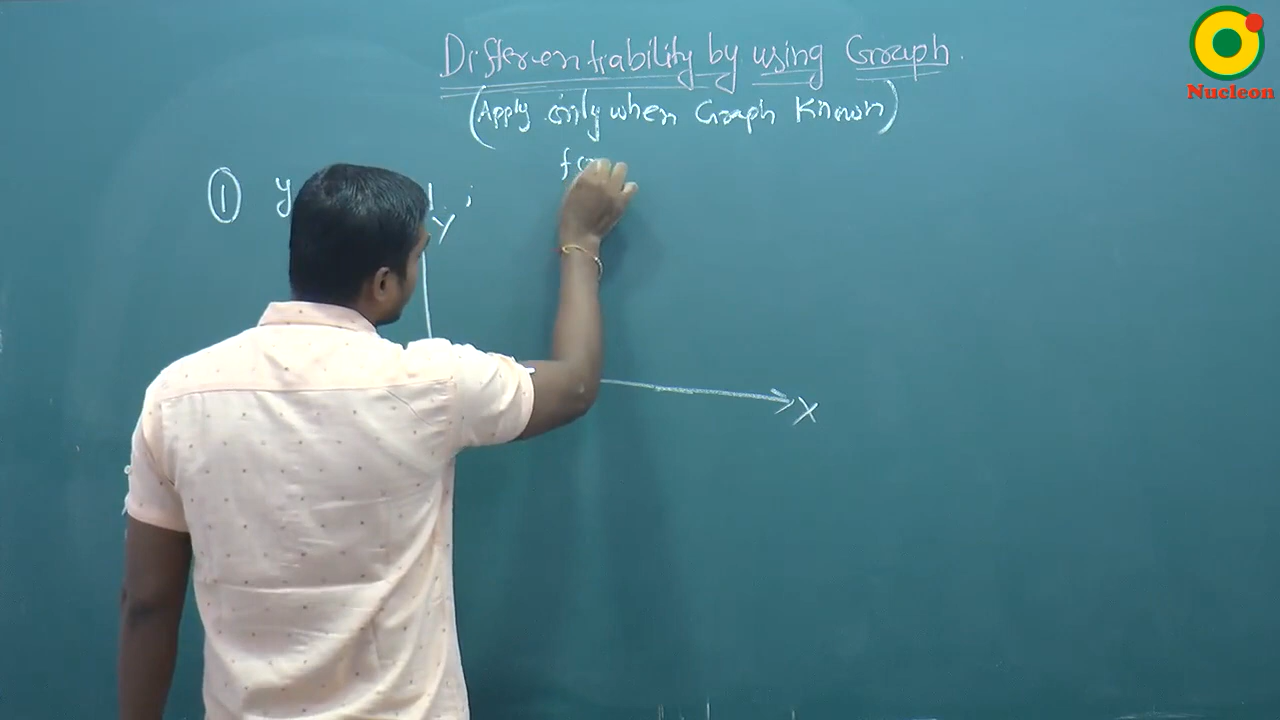 Differentiability by using Graph.
(Apply only when Graph Known)
① y ;
Y
X
Nucleon